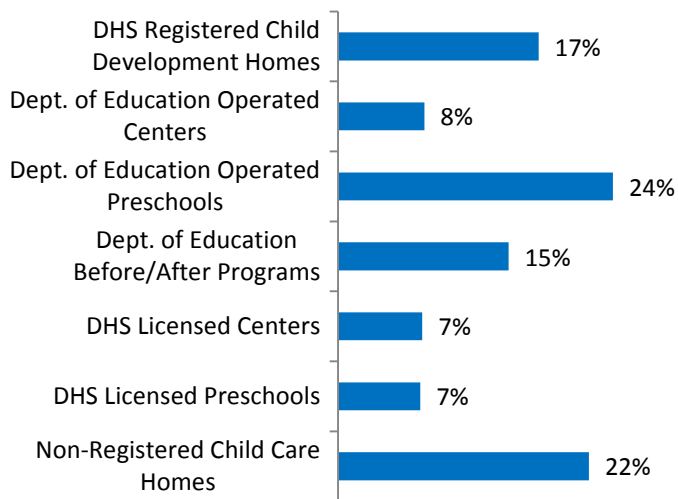 DHS Registered Child
Development Homes
17%
Dept. of Education Operated
Centers
8%
Dept. of Education Operated
Preschools
24%
Dept. of Education
Before/After Programs
15%
DHS Licensed Centers
7%
DHS Licensed Preschools
7%
Non-Registered Child Care
Homes
22%